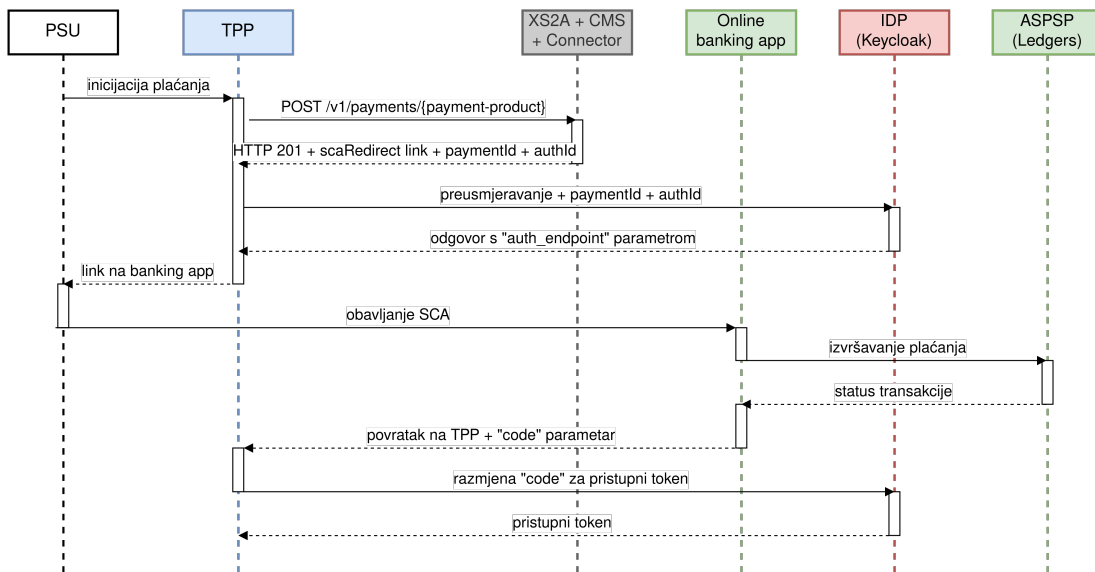 PSU
TPP
XS2A + CMS
+ Connector
Online
banking app
IDP
(Keycloak)
ASPSP
(Ledgers)
inicijacija plaćanja
POST /v1/payments/{payment-product}
HTTP 201 + scaRedirect link + paymentId + authId
preusmjeravanje + paymentId + authId
odgovor s "auth_endpoint" parametrom
link na banking app
obavljanje SCA
izvršavanje plaćanja
status transakcije
povratak na TPP + "code" parametar
razmjena "code" za pristupni token
pristupni token